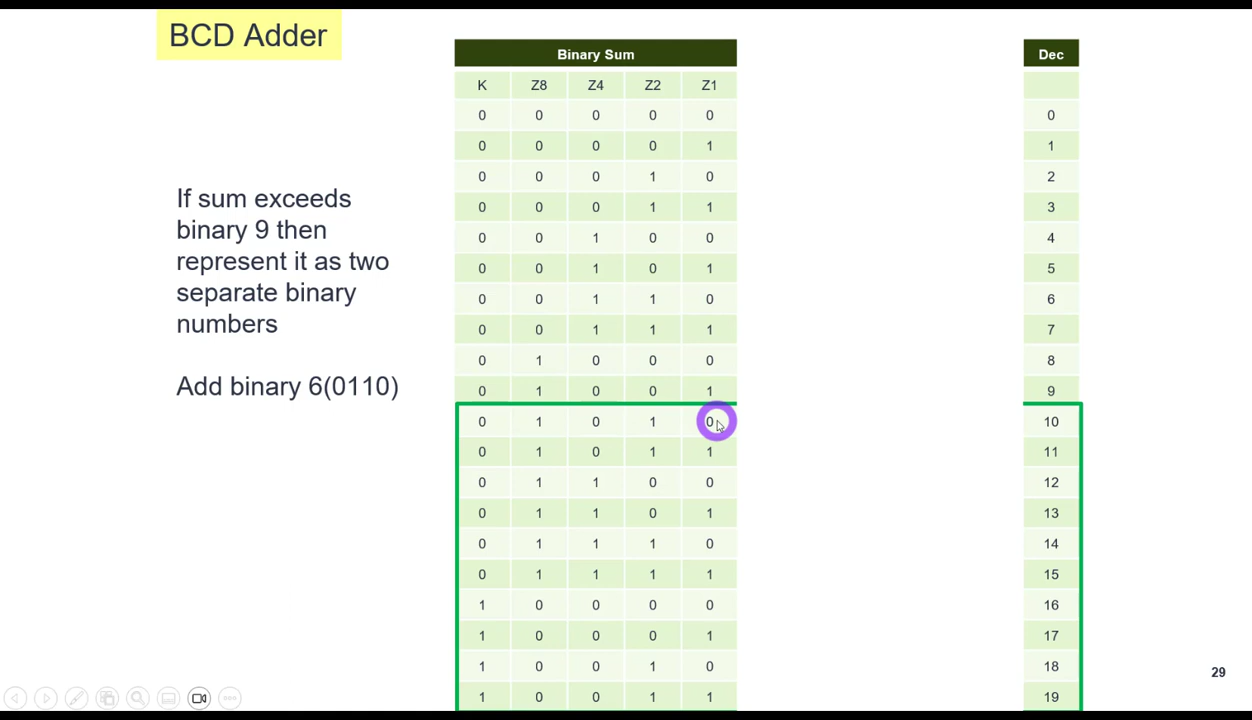 BCD Adder
If sum exceeds
binary 9 then
represent it as two
separate binary
numbers
Add binary 6(0110)
Binary Sum Dec
K Z8 Z4 Z2 Z1
0 0 0 0 0 0
0 0 0 0 1 1
0 0 0 1 0 2
0 0 0 1 1 3
0 0 1 0 0 4
0 0 1 0 1 5
0 0 1 1 0 6
0 0 1 1 1 7
0 1 0 0 0 8
0 1 0 0 1 9
0 1 0 1 0 10
0 1 0 1 1 11
0 1 1 0 0 12
0 1 1 0 1 13
0 1 1 1 0 14
0 1 1 1 1 15
1 0 0 0 0 16
1 0 0 0 1 17
1 0 0 1 0 18
1 0 0 1 1 19
29